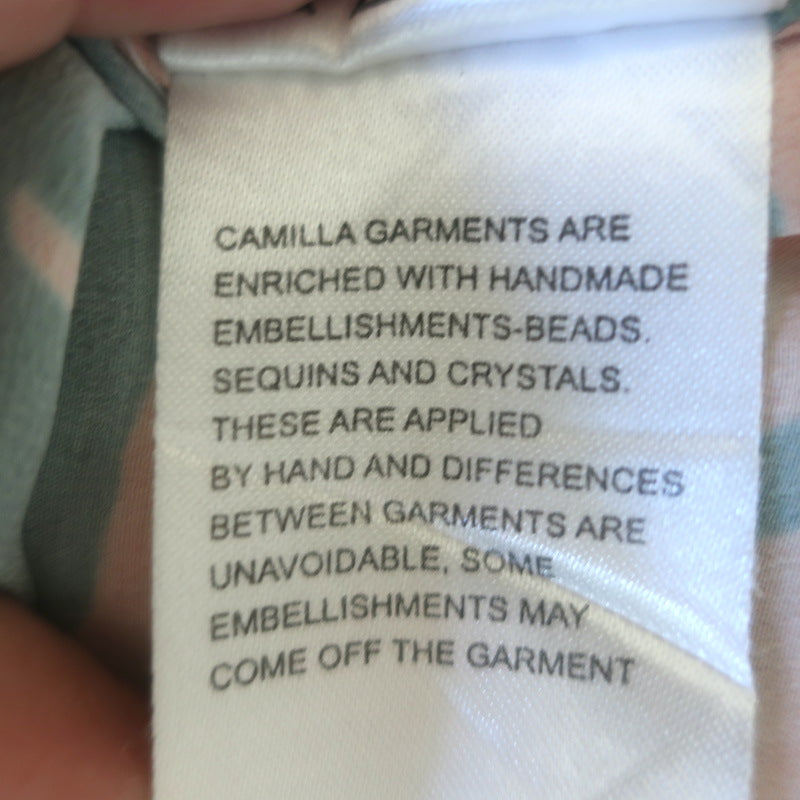 CAMILLA GARMENTS ARE
ENRICHED WITH HANDMADE
EMBELLISHMENTS-BEADS.
SEQUINS AND CRYSTALS.
THESE ARE APPLIED
BY HAND AND DIFFERENCES
BETWEEN GARMENTS ARE
UNAVOIDABLE, SOME
EMBELLISHMENTS MAY
COME OFF THE GARMENT